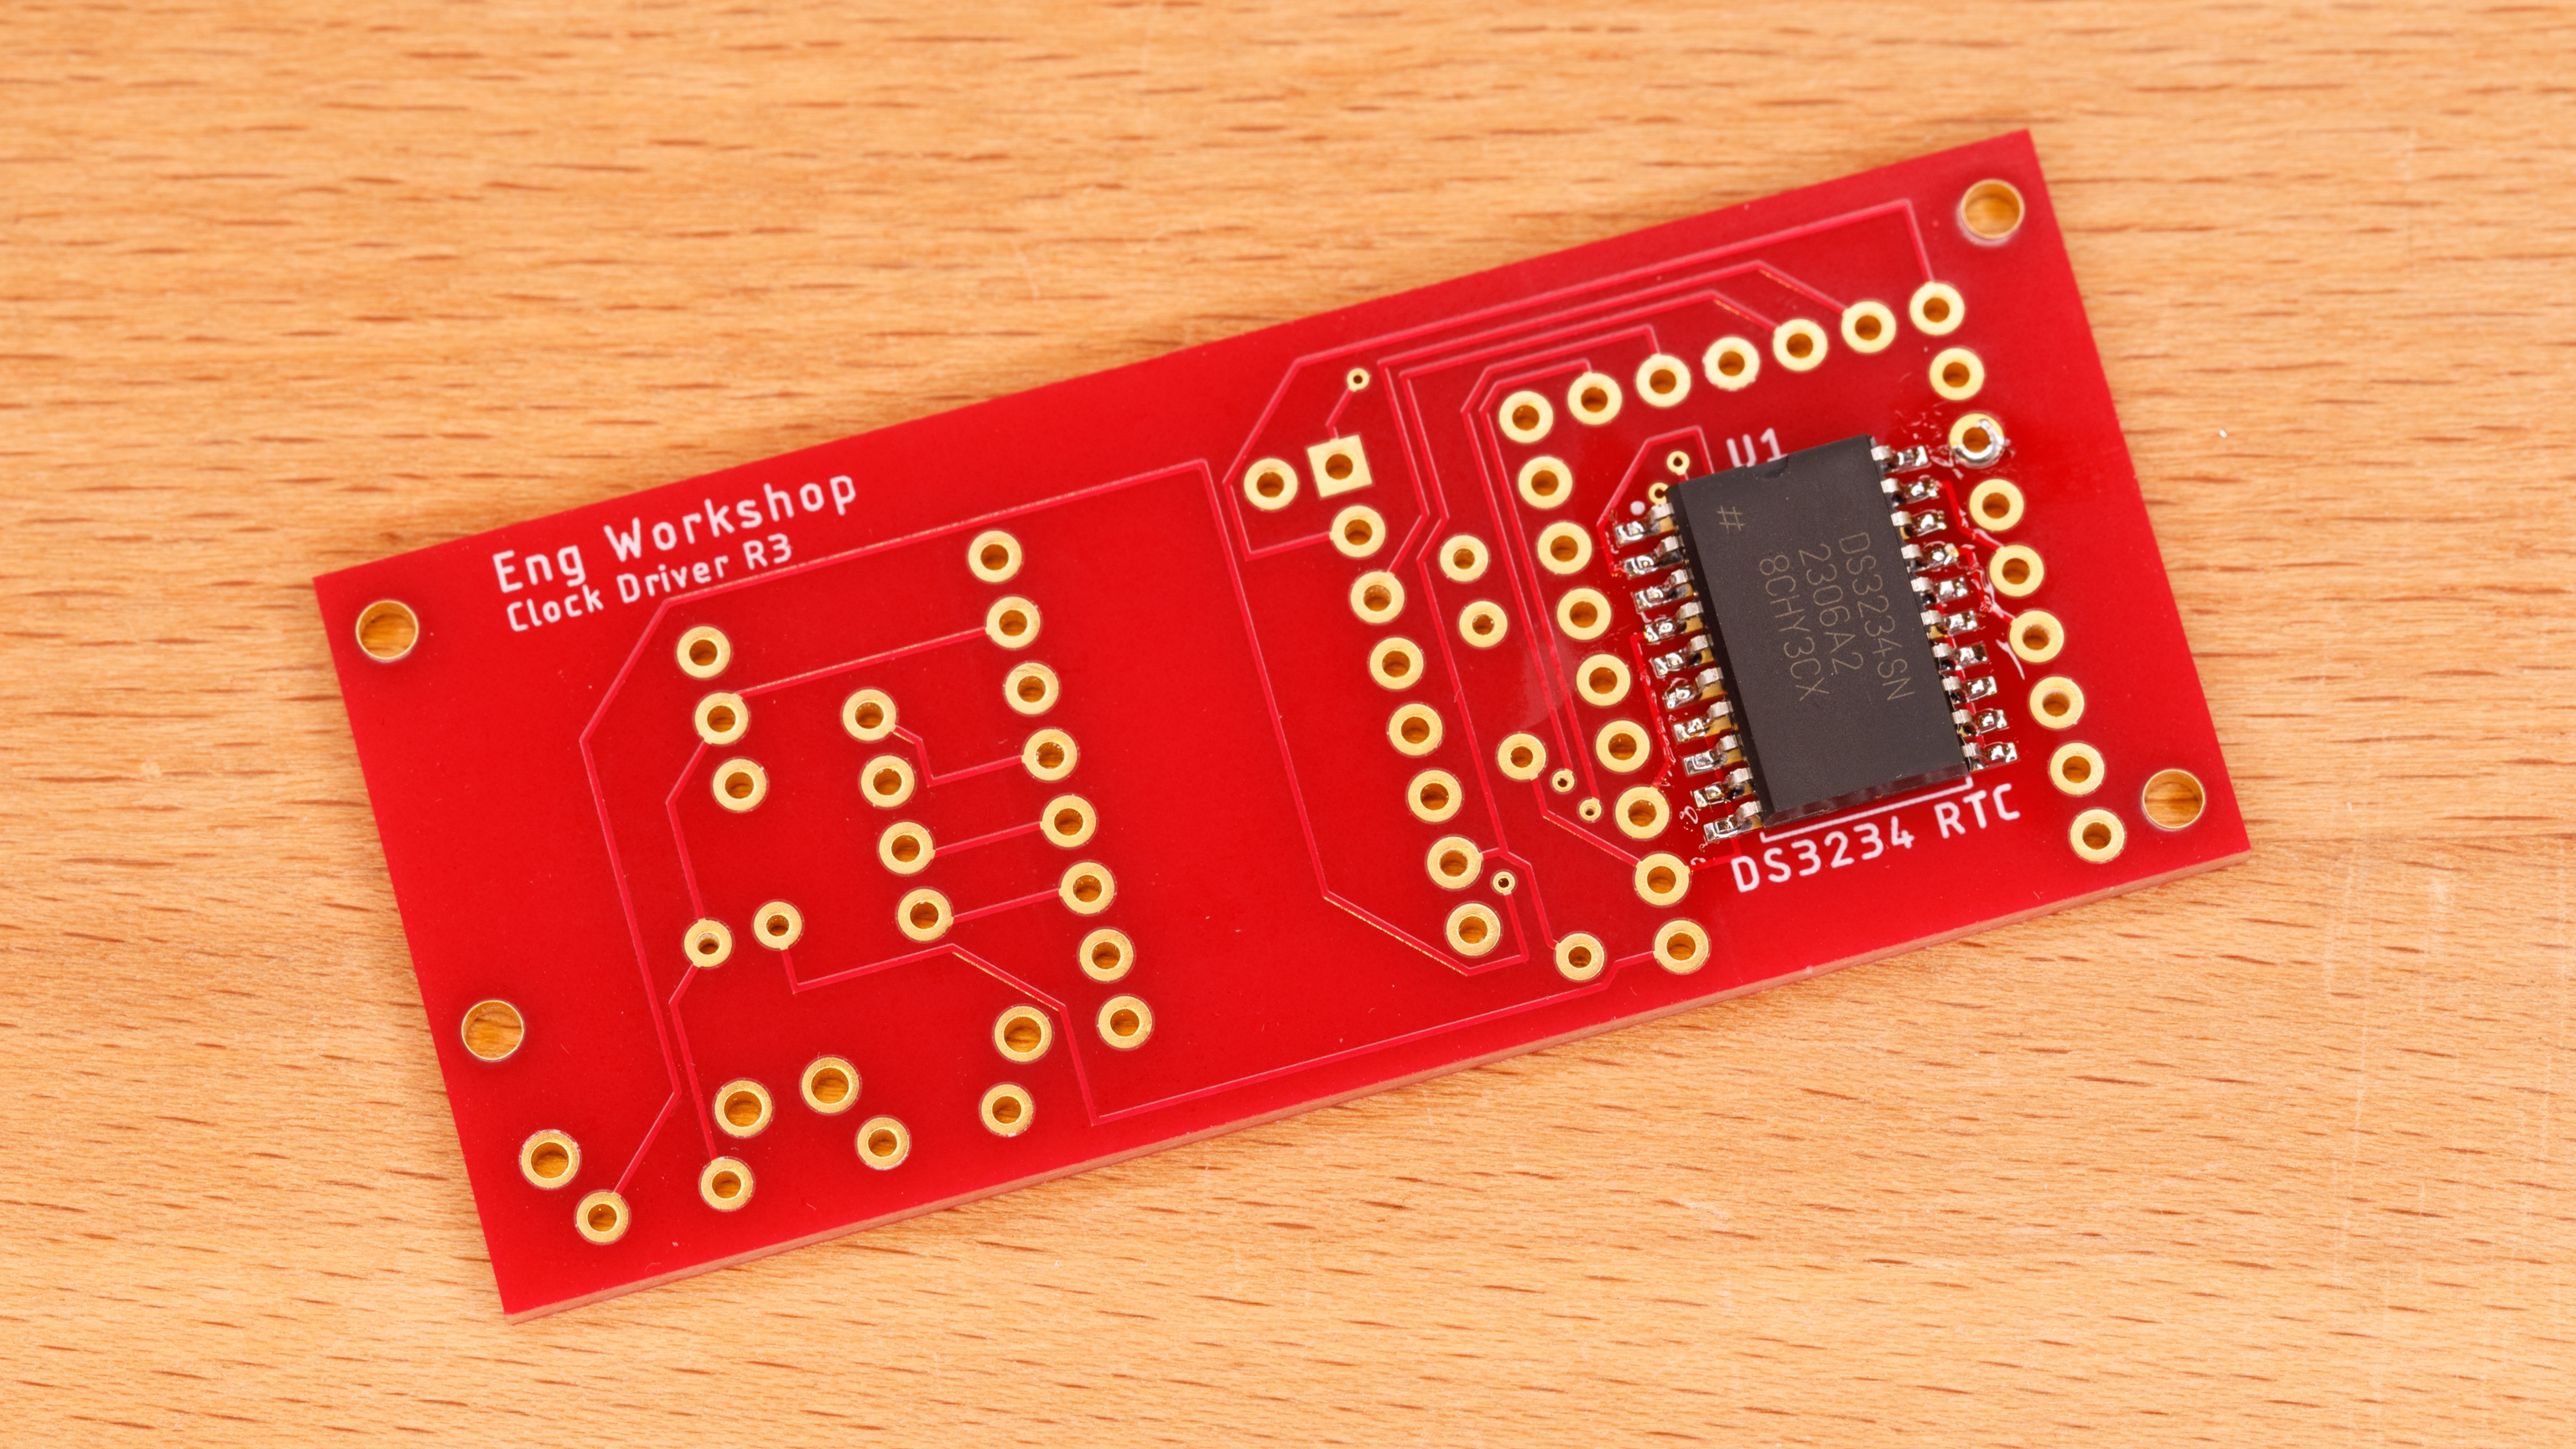 Eng Workshop
Clock Driver R3
U1
#
DS3234SN
2306A2
8CHY3CX
DS3234 RTC